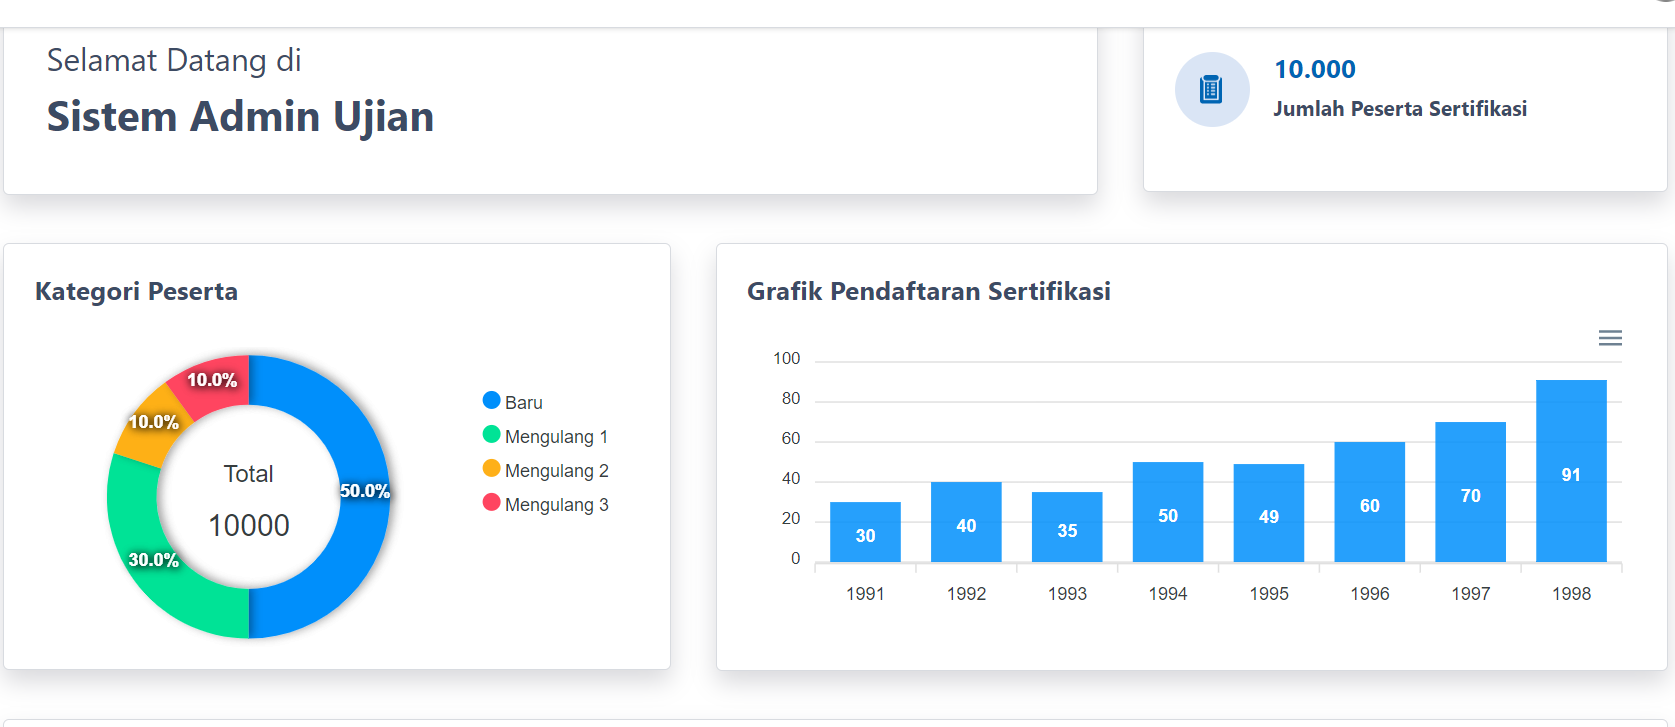 Selamat Datang di
Sistem Admin Ujian
10.000
Jumlah Peserta Sertifikasi
Kategori Peserta
10.0%
10.0%
50.0%
30.0%
Total
10000
Baru
Mengulang 1
Mengulang 2
Mengulang 3
Grafik Pendaftaran Sertifikasi
100
80
60
40
20
0
30
40
35
50
49
60
70
91
1991 1992 1993 1994 1995 1996 1997 1998